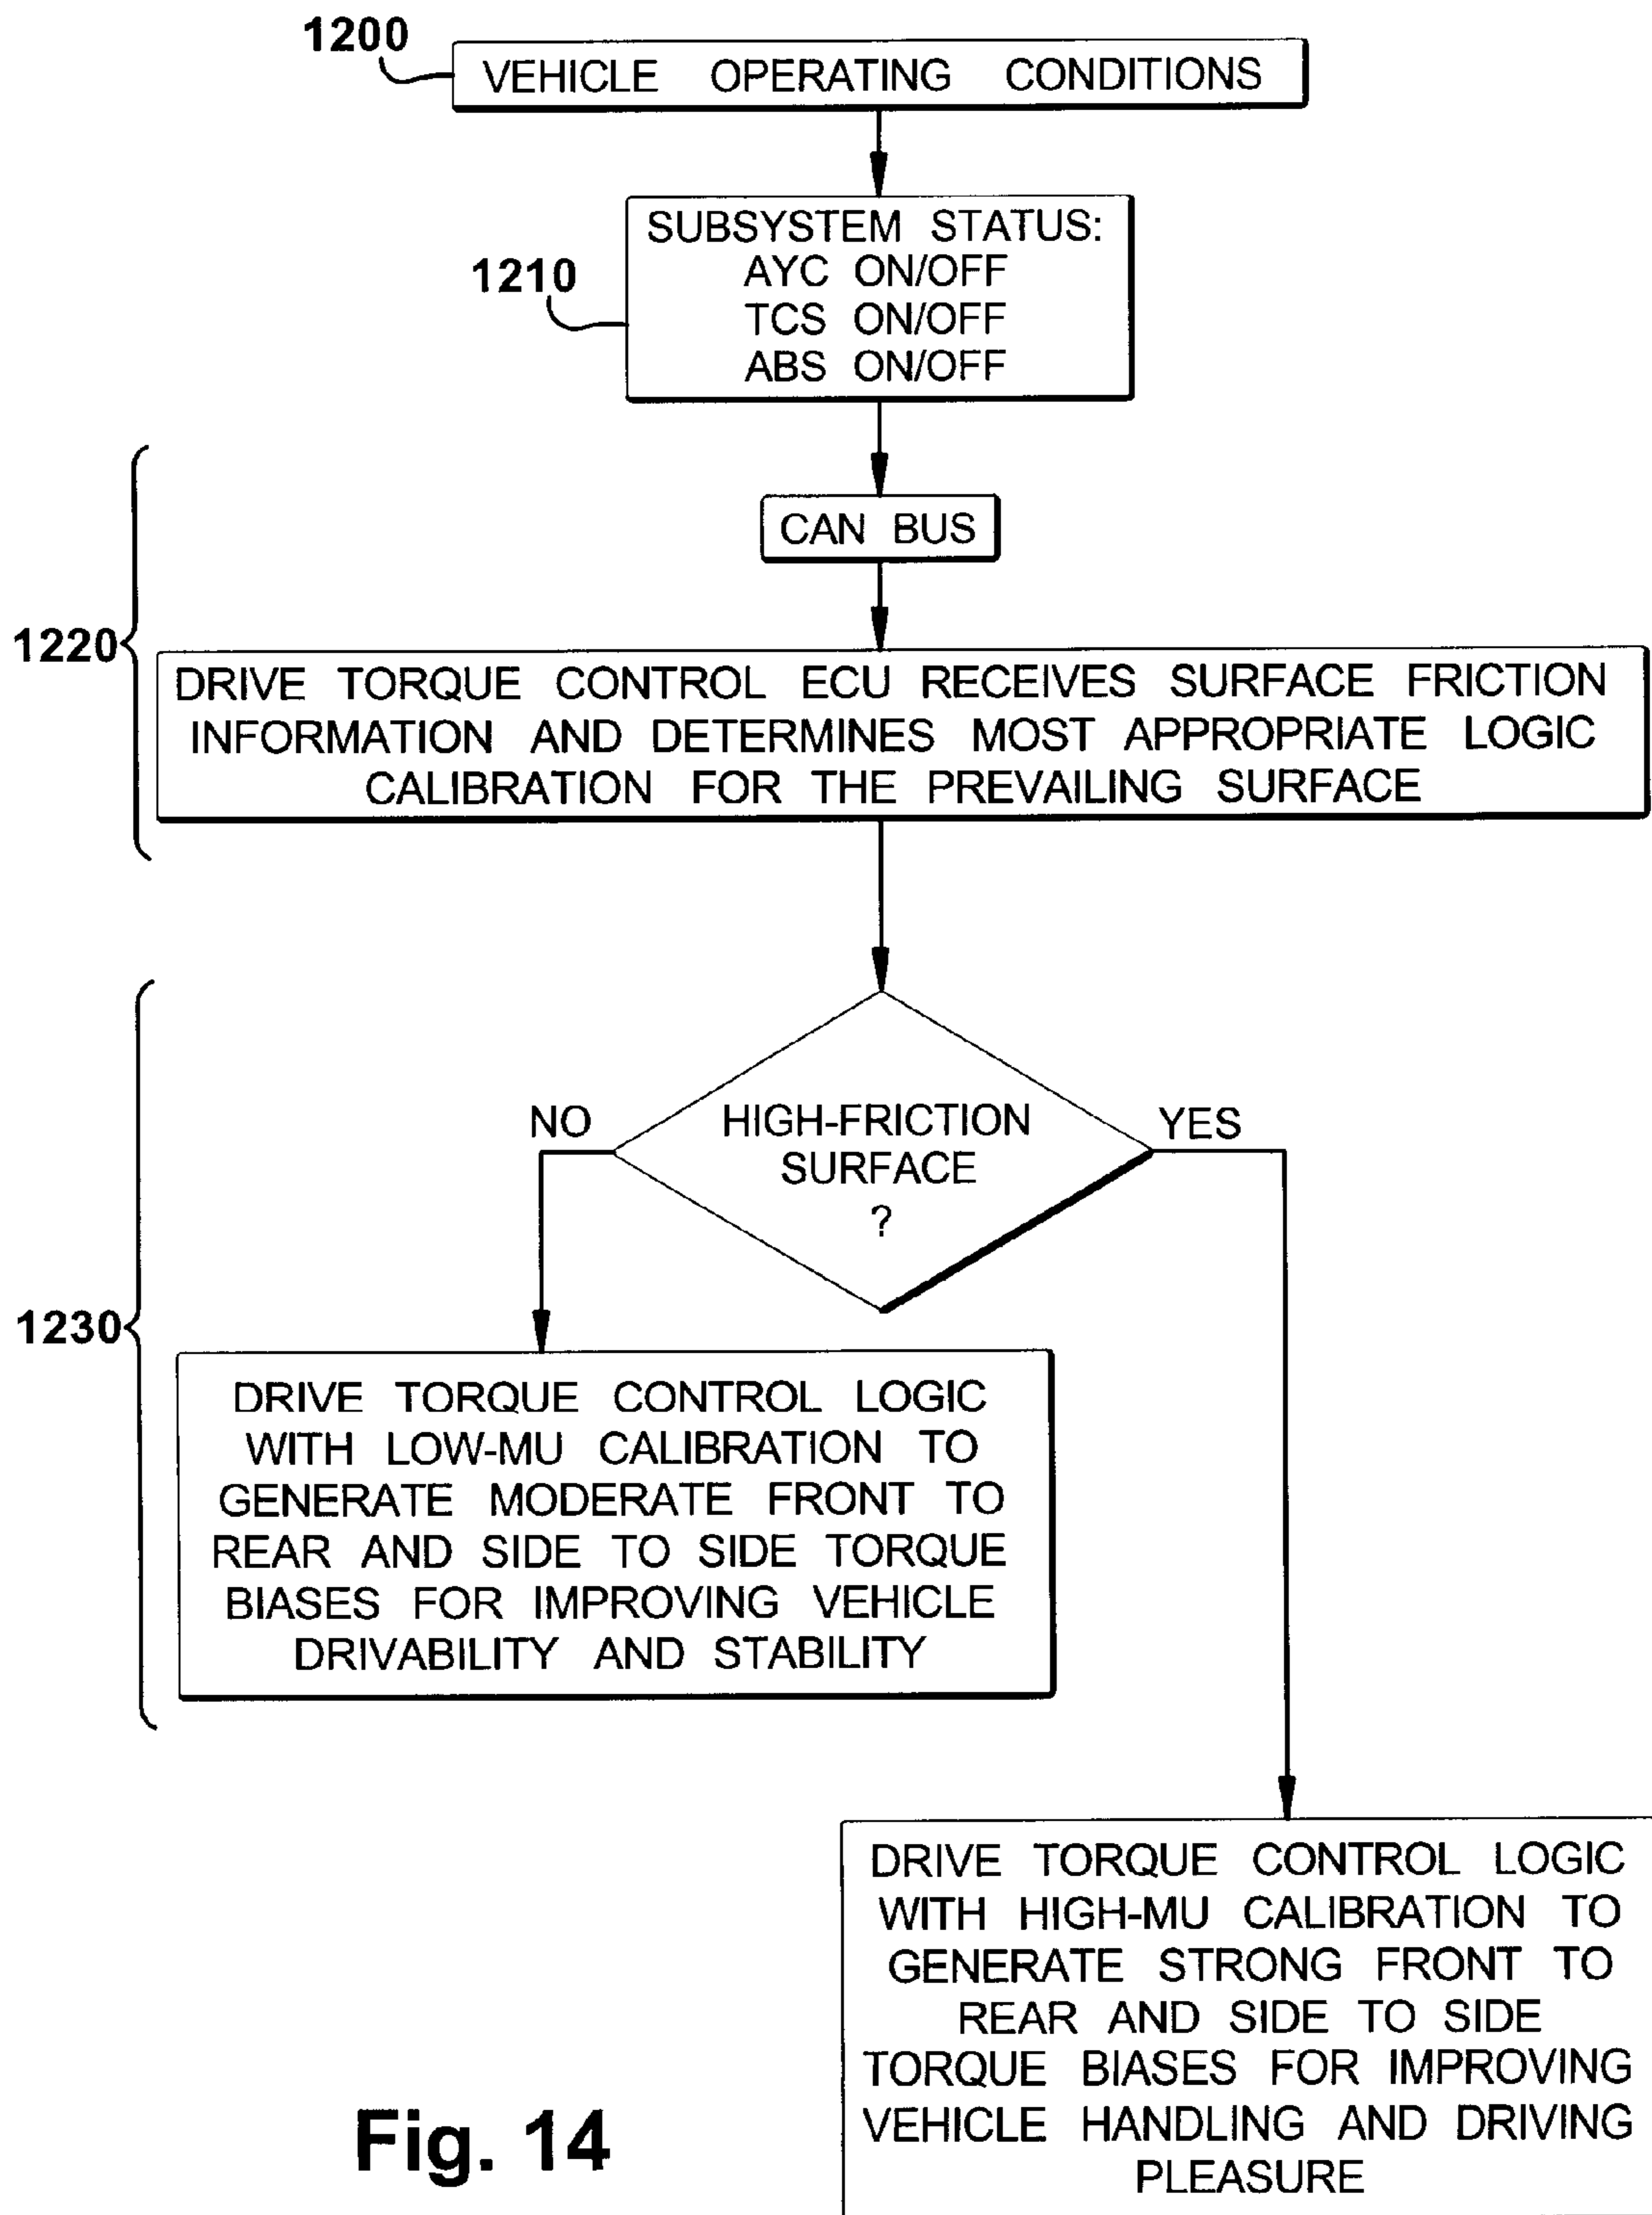 1200
VEHICLE OPERATING CONDITIONS
SUBSYSTEM STATUS:
AYC ON/OFF
1210
TCS ON/OFF
ABS ON/OFF
CAN BUS
1220
DRIVE TORQUE CONTROL ECU RECEIVES SURFACE FRICTION
INFORMATION AND DETERMINES MOST APPROPRIATE LOGIC
CALIBRATION FOR THE PREVAILING SURFACE
NO
HIGH-FRICTION
SURFACE
?
YES
1230
DRIVE TORQUE CONTROL LOGIC
WITH LOW-MU CALIBRATION TO
GENERATE MODERATE FRONT TO
REAR AND SIDE TO SIDE TORQUE
BIASES FOR IMPROVING VEHICLE
DRIVABILITY AND STABILITY
DRIVE TORQUE CONTROL LOGIC
WITH HIGH-MU CALIBRATION TO
GENERATE STRONG FRONT TO
REAR AND SIDE TO SIDE
TORQUE BIASES FOR IMPROVING
VEHICLE HANDLING AND DRIVING
PLEASURE
Fig. 14